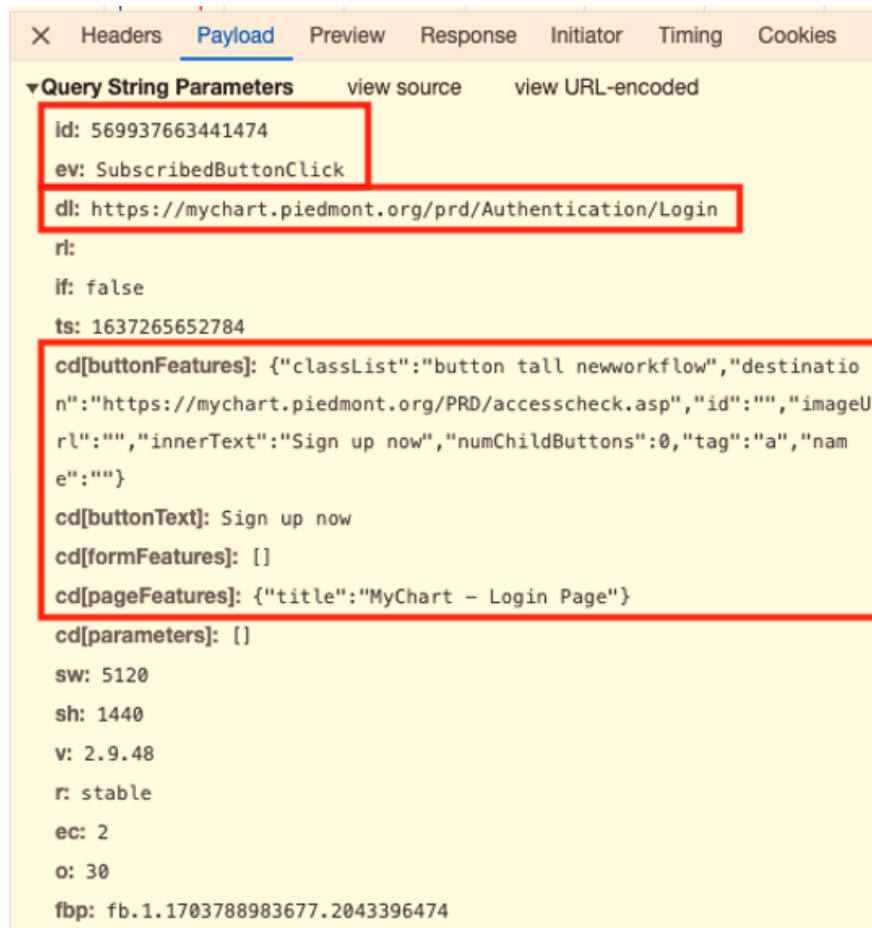 Headers Payload Preview Response Initiator Timing Cookies
▼Query String Parameters view source view URL-encoded
id: 569937663441474
ev: SubscribedButtonClick
dl: https://mychart.piedmont.org/prd/Authentication/Login
rl:
if: false
ts: 1637265652784
cd[buttonFeatures]: {"classList":"button tall newworkflow","destinatio
n":"https://mychart.piedmont.org/PRD/accesscheck.asp","id":"","imageU
rl":"","innerText":"Sign up now","numChildButtons":0,"tag":"a","nam
e":""}
cd[buttonText]: Sign up now
cd[formFeatures]: []
cd[pageFeatures]: {"title":"MyChart – Login Page"}
cd[parameters]: []
sw: 5120
sh: 1440
v: 2.9.48
r: stable
ec: 2
o: 30
fbp: fb.1.1703788983677.2043396474